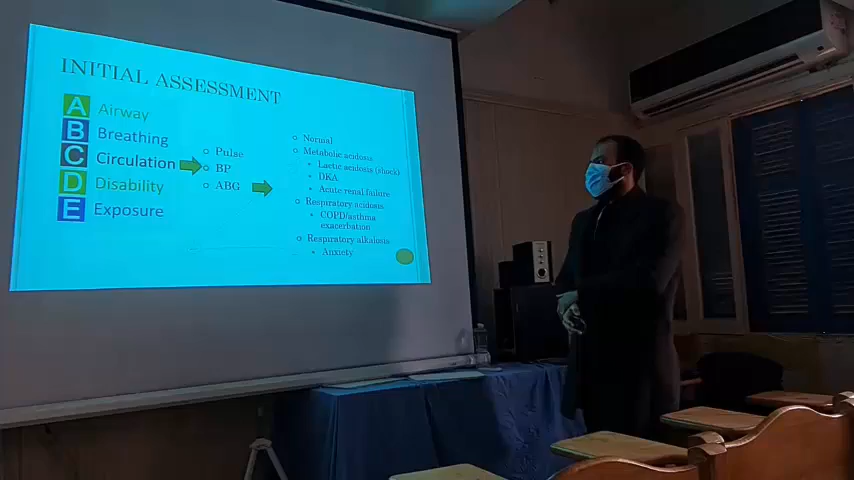 INITIAL ASSESSMENT
A Airway
B Breathing
C Circulation
D Disability
E Exposure
Pulse
BP
ABG
Normal
Metabolic acidosis
Lactic acidosis (shock)
DKA
Acute renal failure
Respiratory acidosis
COPD/asthma
exacerbation
Respiratory alkalosis
Anxiety